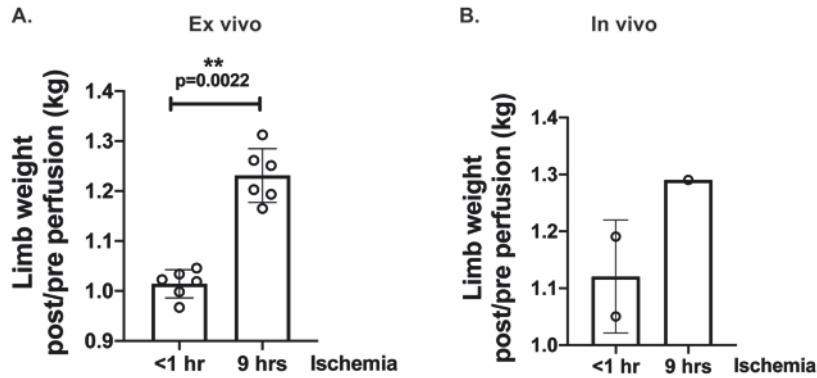 A.
Ex vivo
**
p=0.0022
Limb weight
post/pre perfusion (kg)
1.4
1.3
1.2
1.1
1.0
0.9
<1 hr 9 hrs Ischemia
B.
In vivo
Limb weight
post/pre perfusion (kg)
1.4
1.3
1.2
1.1
1.0
<1 hr 9 hrs Ischemia